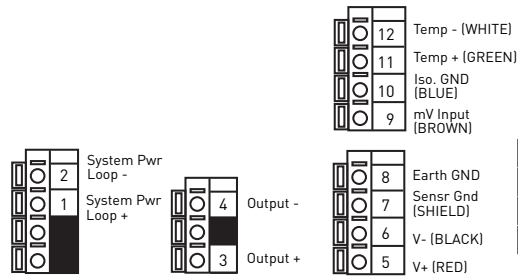 12 Temp - (WHITE)
11 Temp + (GREEN)
10 Iso. GND
(BLUE)
9 mV Input
(BROWN)
2 System Pwr
Loop -
1 System Pwr
Loop +
4 Output -
3 Output +
8 Earth GND
7 Sensr Gnd
(SHIELD)
6 V- (BLACK)
5 V+ (RED)